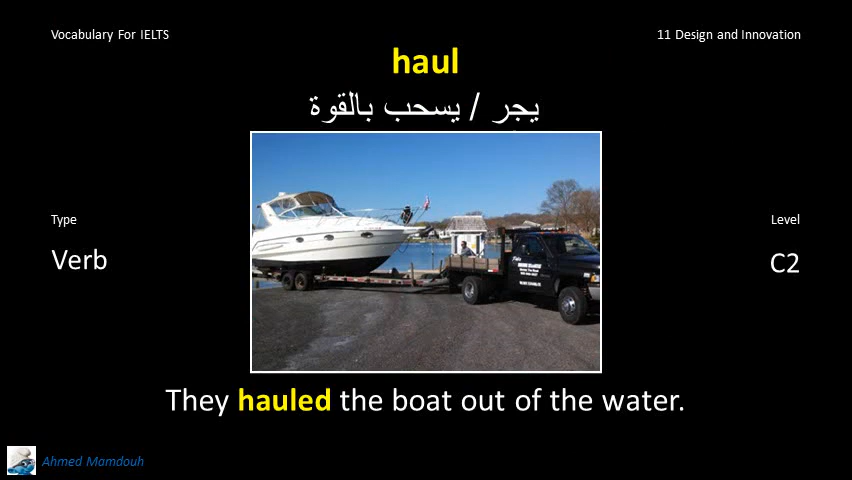 Vocabulary For IELTS
11 Design and Innovation
haul
يجر / يسحب بالقوة
Type
Level
Verb
C2
They hauled the boat out of the water.
Ahmed Mamdouh